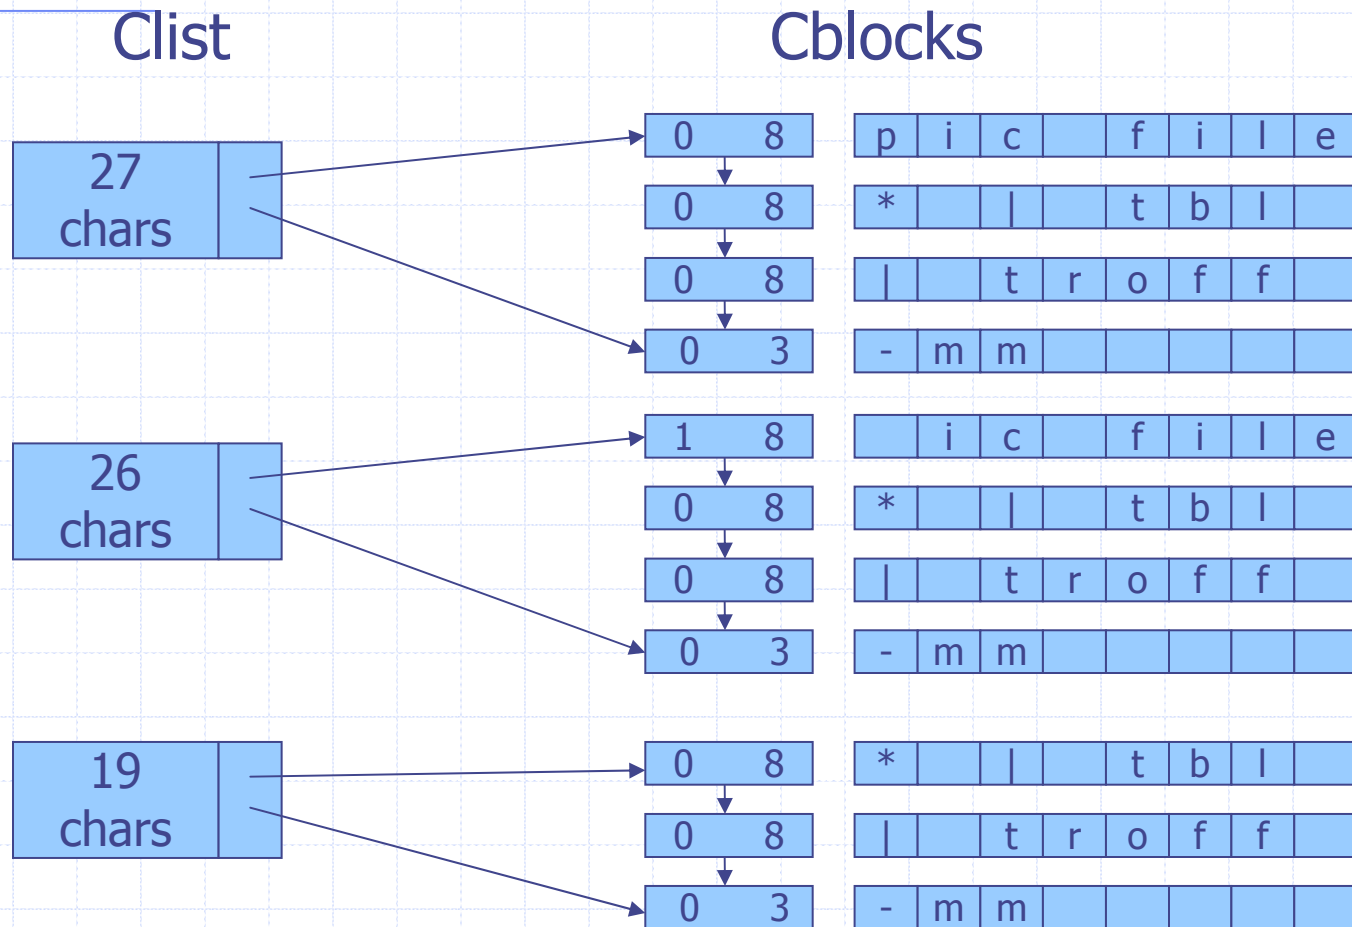 Clist Cblocks
0 8 p i c f i l e
27
chars
0 8 * | t b l
0 8 | t r o f f
0 3 - m m
1 8 i c f i l e
26
chars
0 8 * | t b l
0 8 | t r o f f
0 3 - m m
19
chars
0 8 * | t b l
0 8 | t r o f f
0 3 - m m